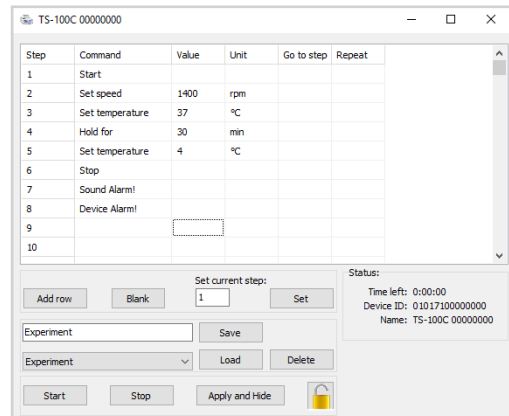 TS-100C 00000000
Step Command Value Unit Go to step Repeat
1 Start
2 Set speed 1400 rpm
3 Set temperature 37 °C
4 Hold for 30 min
5 Set temperature 4 °C
6 Stop
7 Sound Alarm!
8 Device Alarm!
9
10
Set current step:
Add row Blank 1 Set
Experiment Save
Experiment Load Delete
Start Stop Apply and Hide
Status:
Time left: 0:00:00
Device ID: 01017100000000
Name: TS-100C 00000000